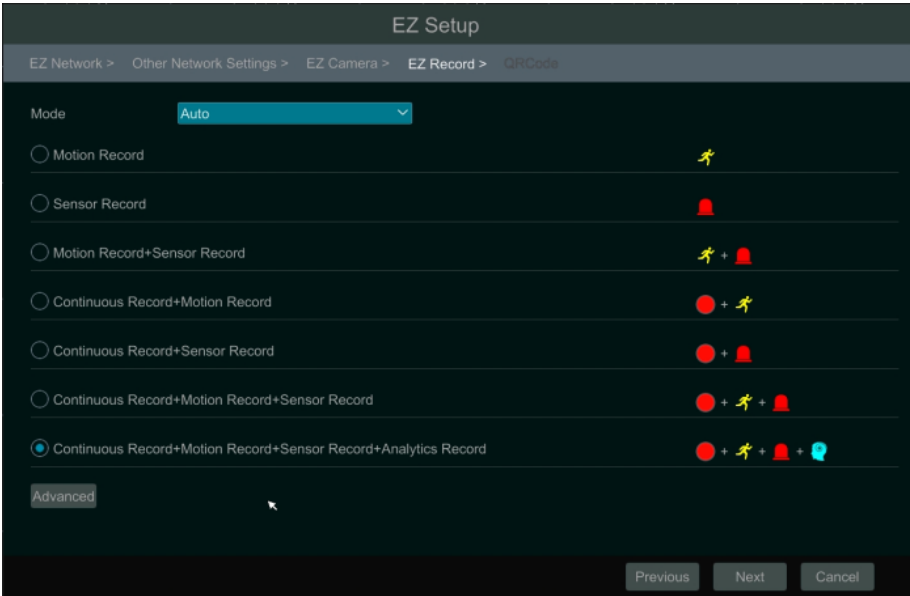 EZ Setup
EZ Network > Other Network Settings > EZ Camera > EZ Record > QRCode
Mode Auto
Motion Record
Sensor Record
Motion Record+Sensor Record +
Continuous Record+Motion Record +
Continuous Record+Sensor Record +
Continuous Record+Motion Record+Sensor Record + +
Continuous Record+Motion Record+Sensor Record+Analytics Record + + +
Advanced
Previous Next Cancel